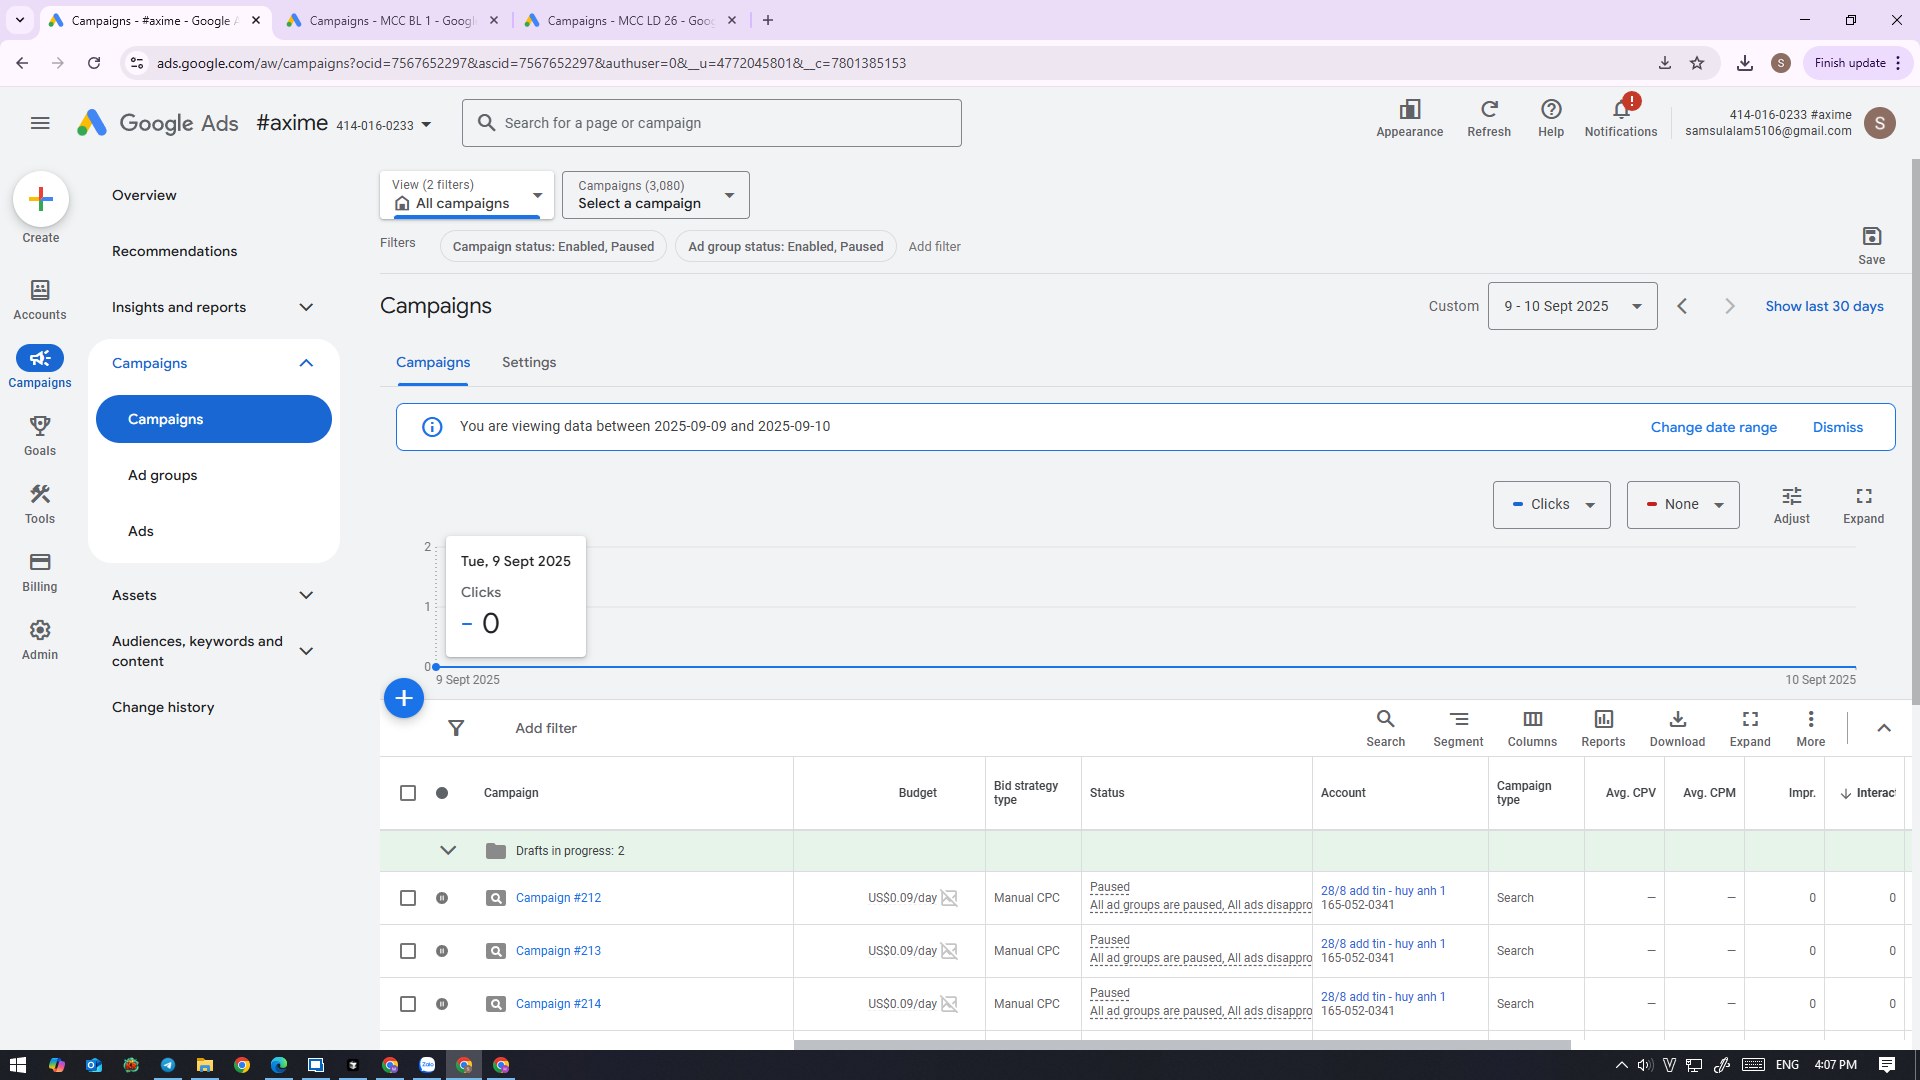 Campaigns - #axime - Google A
Campaigns - MCC BL 1 - Googl
Campaigns - MCC LD 26 - Goo
ads.google.com/aw/campaigns?ocid=7567652297&ascid=7567652297&authuser=0&__u=4772045801&__c=7801385153
S
Finish update
Google Ads
#axime 414-016-0233
Search for a page or campaign
Appearance
Refresh
Help
!
Notifications
414-016-0233 #axime
samsulalam5106@gmail.com
S
Create
Accounts
Campaigns
Goals
Tools
Billing
Admin
Overview
Recommendations
Insights and reports
Campaigns
Campaigns
Ad groups
Ads
Assets
Audiences, keywords and
content
Change history
View (2 filters)
All campaigns
Campaigns (3,080)
Select a campaign
Filters
Campaign status: Enabled, Paused
Ad group status: Enabled, Paused
Add filter
Save
Campaigns
Custom
9 - 10 Sept 2025
Show last 30 days
Campaigns
Settings
You are viewing data between 2025-09-09 and 2025-09-10
Change date range
Dismiss
Clicks
None
Adjust
Expand
2
1
0
Tue, 9 Sept 2025
Clicks
0
9 Sept 2025
10 Sept 2025
Add filter
Search
Segment
Columns
Reports
Download
Expand
More
Campaign
Budget
Bid strategy
type
Status
Account
Campaign
type
Avg. CPV
Avg. CPM
Impr.
Interac
Drafts in progress: 2
Campaign #212
US$0.09/day
Manual CPC
Paused
All ad groups are paused, All ads disappro
28/8 add tin - huy anh 1
165-052-0341
Search
—
—
0
0
Campaign #213
US$0.09/day
Manual CPC
Paused
All ad groups are paused, All ads disappro
28/8 add tin - huy anh 1
165-052-0341
Search
—
—
0
0
Campaign #214
US$0.09/day
Manual CPC
Paused
All ad groups are paused, All ads disappro
28/8 add tin - huy anh 1
165-052-0341
Search
—
—
0
0
Zalo
ENG
4:07 PM